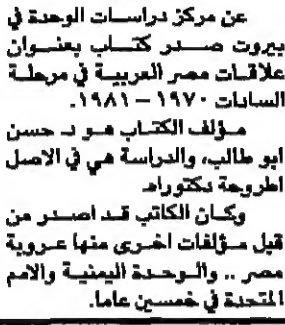 عن مركز دراسات الوحدة في
بيروت صدر كتاب بعنوان
علاقات مصر العربية في مرحلة
السادات ١٩٧٠ – ١٩٨١.
مؤلف الكتاب هو د حسن
ابو طالب، والدراسة هي في الاصل
اطروحة دكتوراه.
وكان الكاتب قد اصدر من
قبل مؤلفات اخرى منها عروبة
مصر .. والوحدة اليمنية والامم
المتحدة في خمسين عاما.